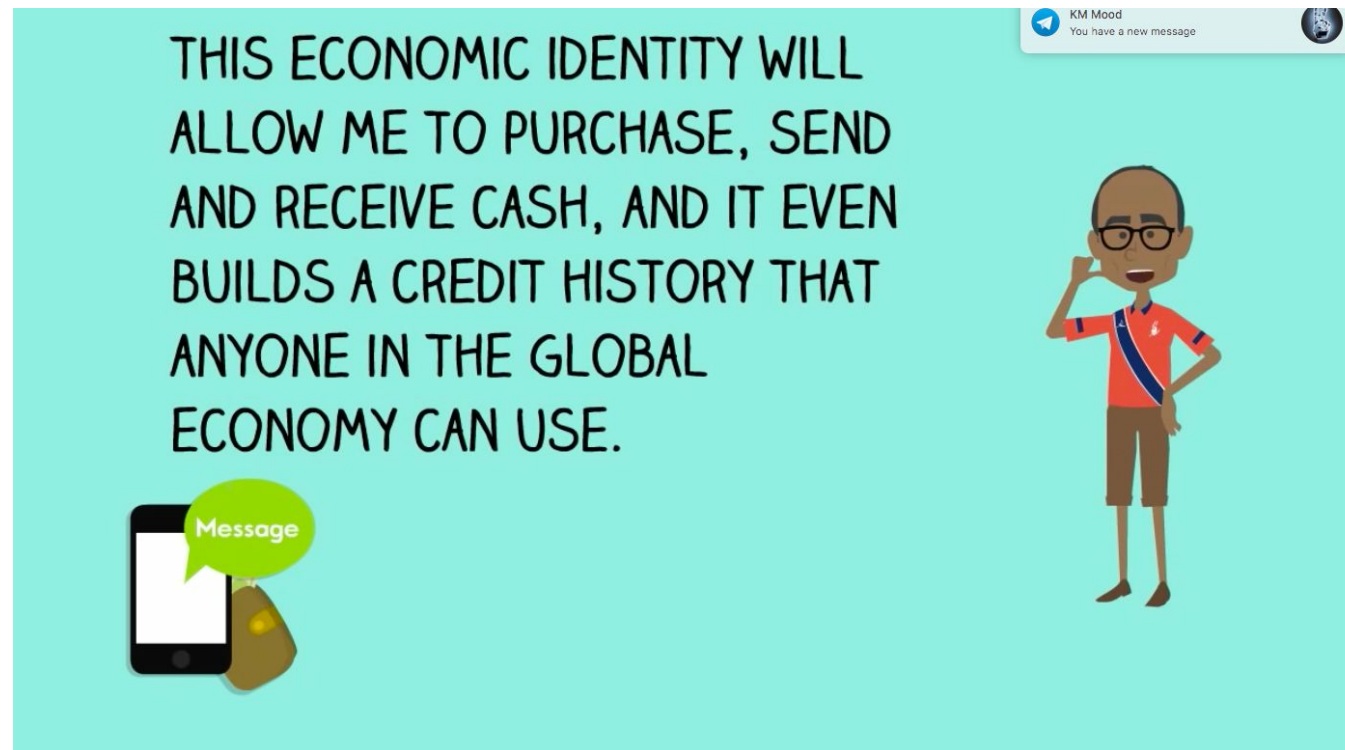 KM Mood
You have a new message
THIS ECONOMIC IDENTITY WILL
ALLOW ME TO PURCHASE, SEND
AND RECEIVE CASH, AND IT EVEN
BUILDS A CREDIT HISTORY THAT
ANYONE IN THE GLOBAL
ECONOMY CAN USE.
Message